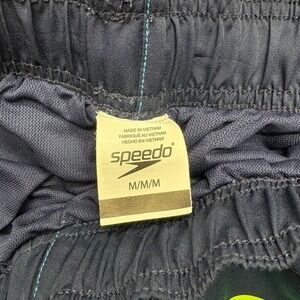 MADE IN VIETNAM
FABRIQUÉ AU VIETNAM
HECHO EN VIETNAM
speedo
M/M/M